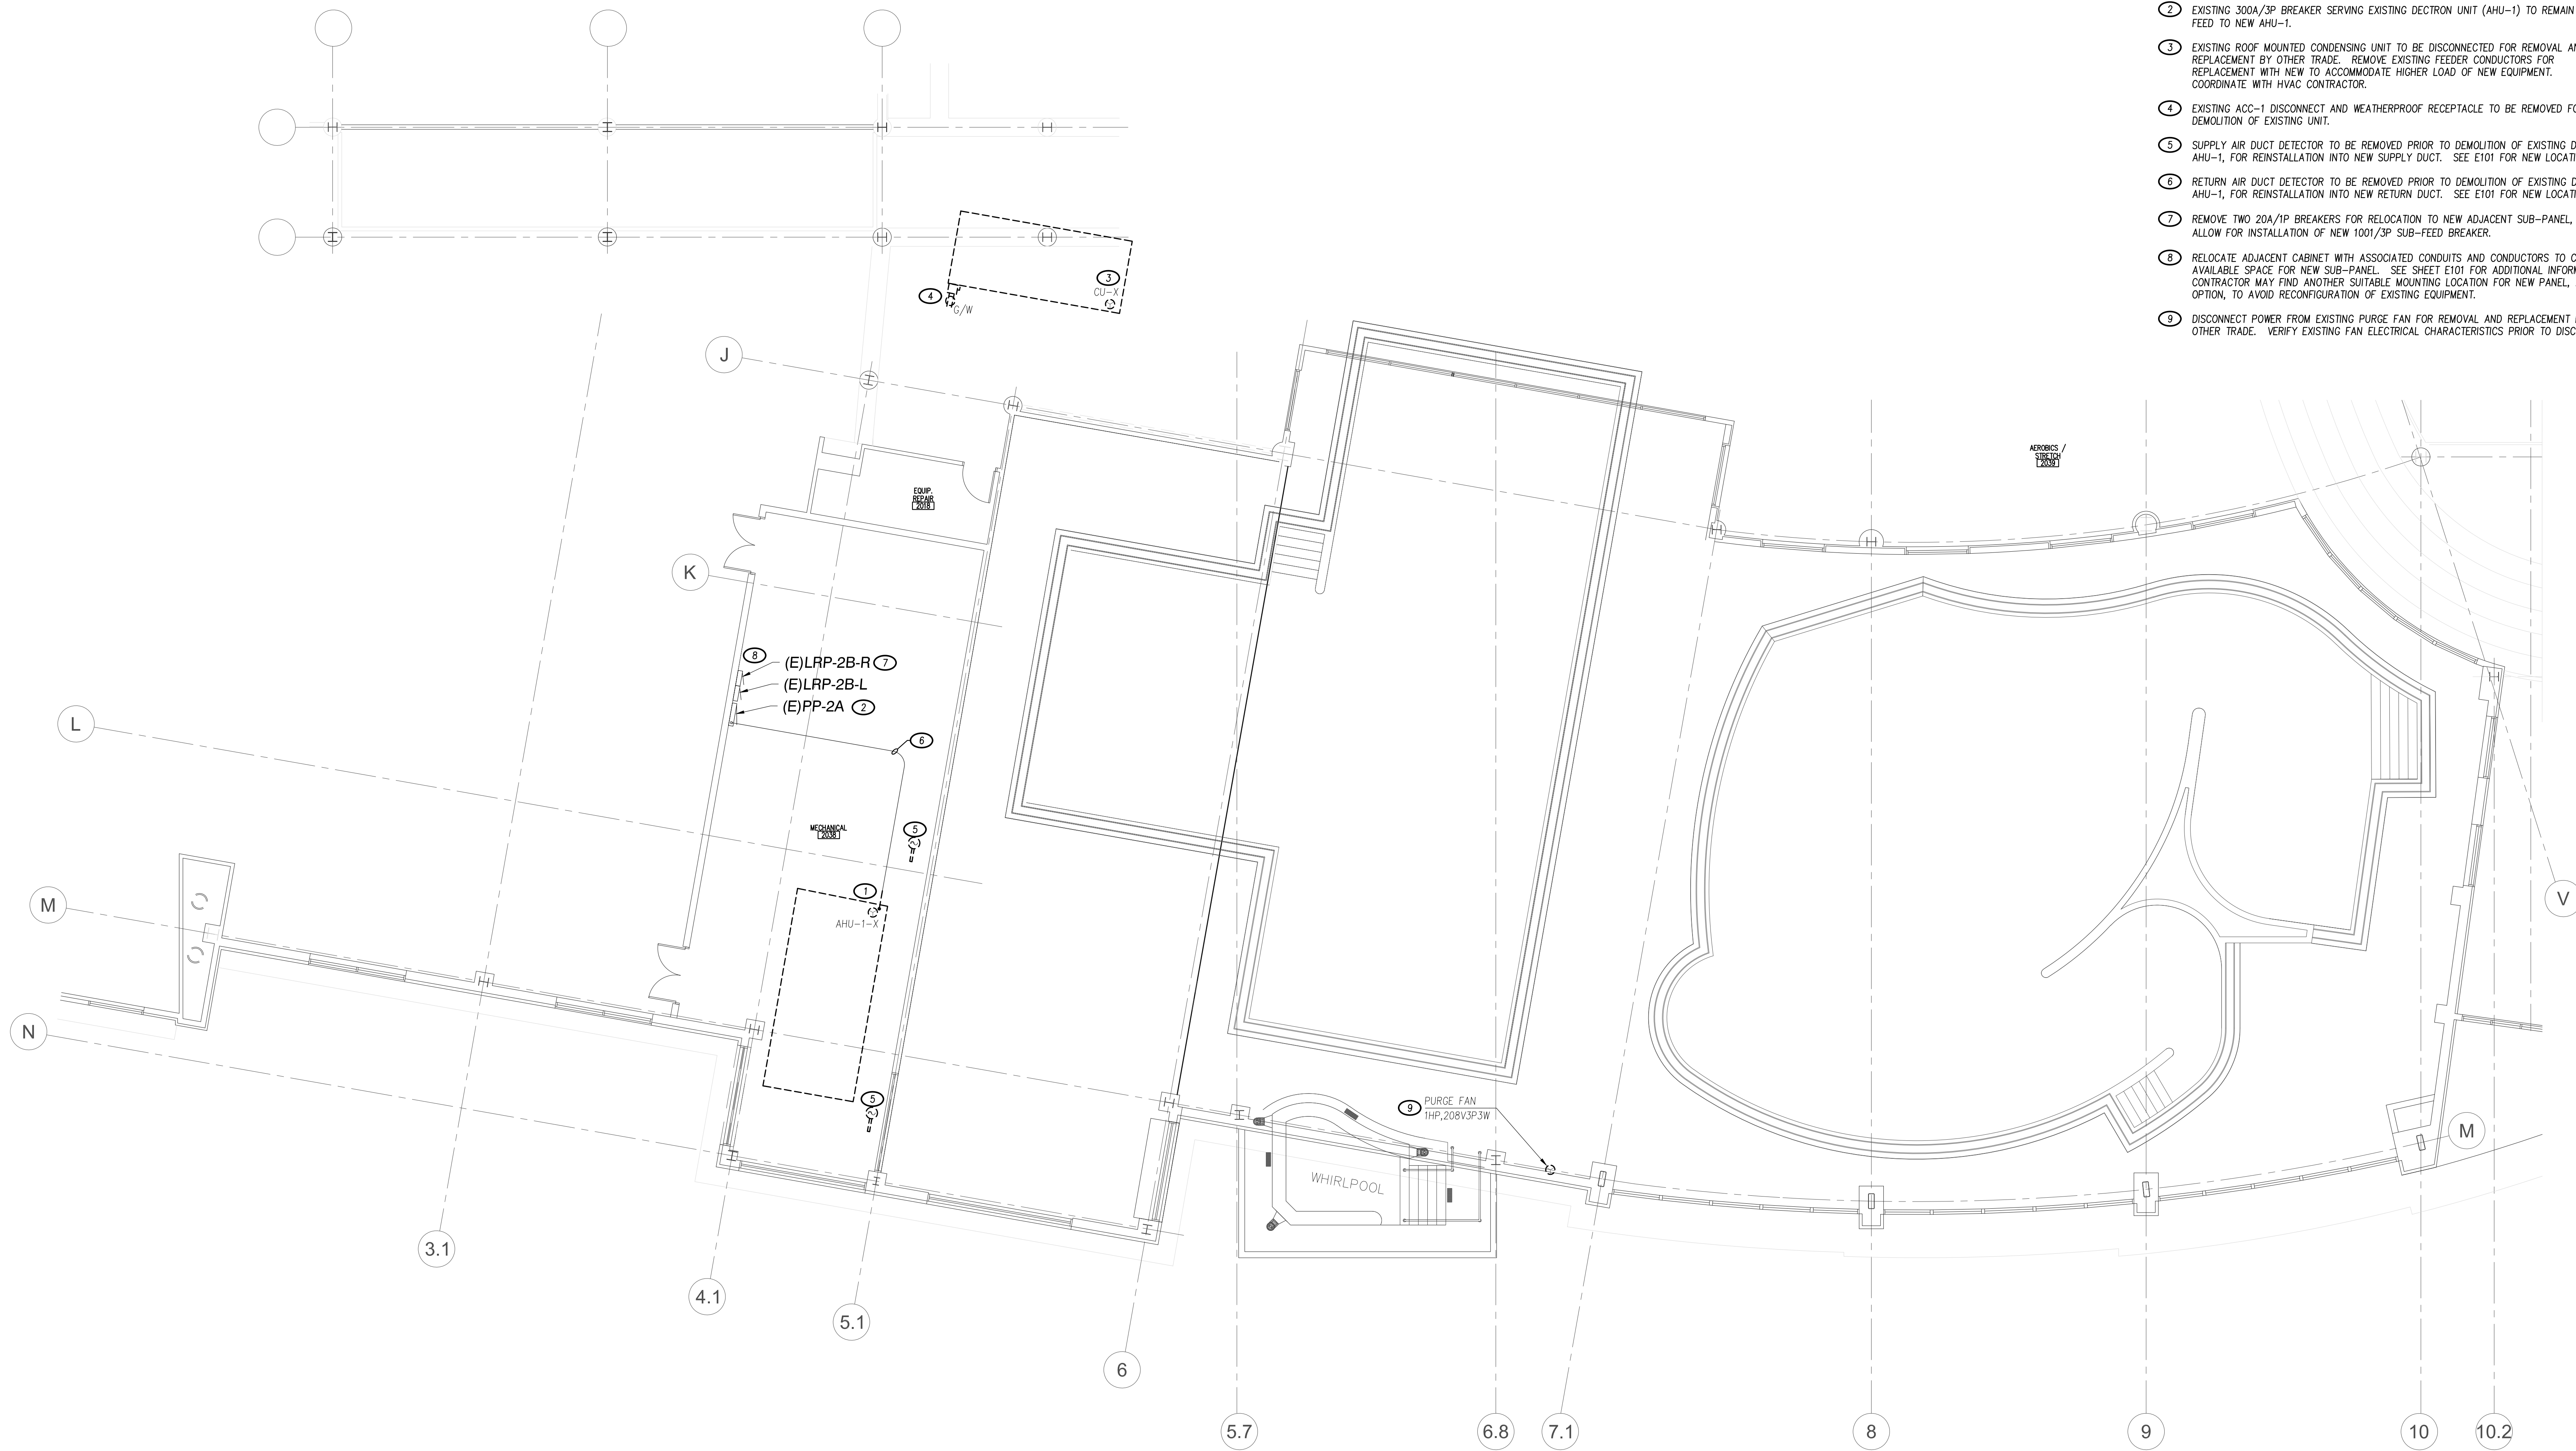 2 EXISTING 300A/3P BREAKER SERVING EXISTING DECTRON UNIT (AHU-1) TO REMAIN
FEED TO NEW AHU-1.
3 EXISTING ROOF MOUNTED CONDENSING UNIT TO BE DISCONNECTED FOR REMOVAL
REPLACEMENT BY OTHER TRADE. REMOVE EXISTING FEEDER CONDUCTORS FOR
REPLACEMENT WITH NEW TO ACCOMMODATE HIGHER LOAD OF NEW EQUIPMENT.
COORDINATE WITH HVAC CONTRACTOR.
4 EXISTING ACC-1 DISCONNECT AND WEATHERPROOF RECEPTACLE TO BE REMOVED
DEMOLITION OF EXISTING UNIT.
5 SUPPLY AIR DUCT DETECTOR TO BE REMOVED PRIOR TO DEMOLITION OF EXISTING
AHU-1, FOR REINSTALLATION INTO NEW SUPPLY DUCT. SEE E101 FOR NEW
6 RETURN AIR DUCT DETECTOR TO BE REMOVED PRIOR TO DEMOLITION OF EXISTING
AHU-1, FOR REINSTALLATION INTO NEW RETURN DUCT. SEE E101 FOR NEW
7 REMOVE TWO 20A/1P BREAKERS FOR RELOCATION TO NEW ADJACENT SUB-PANEL,
ALLOW FOR INSTALLATION OF NEW 1001/3P SUB-FEED BREAKER.
8 RELOCATE ADJACENT CABINET WITH ASSOCIATED CONDUITS AND CONDUCTORS TO
AVAILABLE SPACE FOR NEW SUB-PANEL. SEE SHEET E101 FOR ADDITIONAL
CONTRACTOR MAY FIND ANOTHER SUITABLE MOUNTING LOCATION FOR NEW PANEL,
OPTION, TO AVOID RECONFIGURATION OF EXISTING EQUIPMENT.
9 DISCONNECT POWER FROM EXISTING PURGE FAN FOR REMOVAL AND REPLACEMENT
OTHER TRADE. VERIFY EXISTING FAN ELECTRICAL CHARACTERISTICS PRIOR TO
3
CU-X
4
G/W
J
AEROBICS /
STRETCH
2039
EQUIP.
REPAIR
2018
K
8
(E)LRP-2B-R 7
(E)LRP-2B-L
(E)PP-2A 2
L
6
MECHANICAL
2038
5
1
AHU-1-X
M
V
N
5
9 PURGE FAN
1HP,208V3P3W
M
WHIRLPOOL
3.1
4.1
5.1
6
5.7
6.8
7.1
8
9
10
10.2